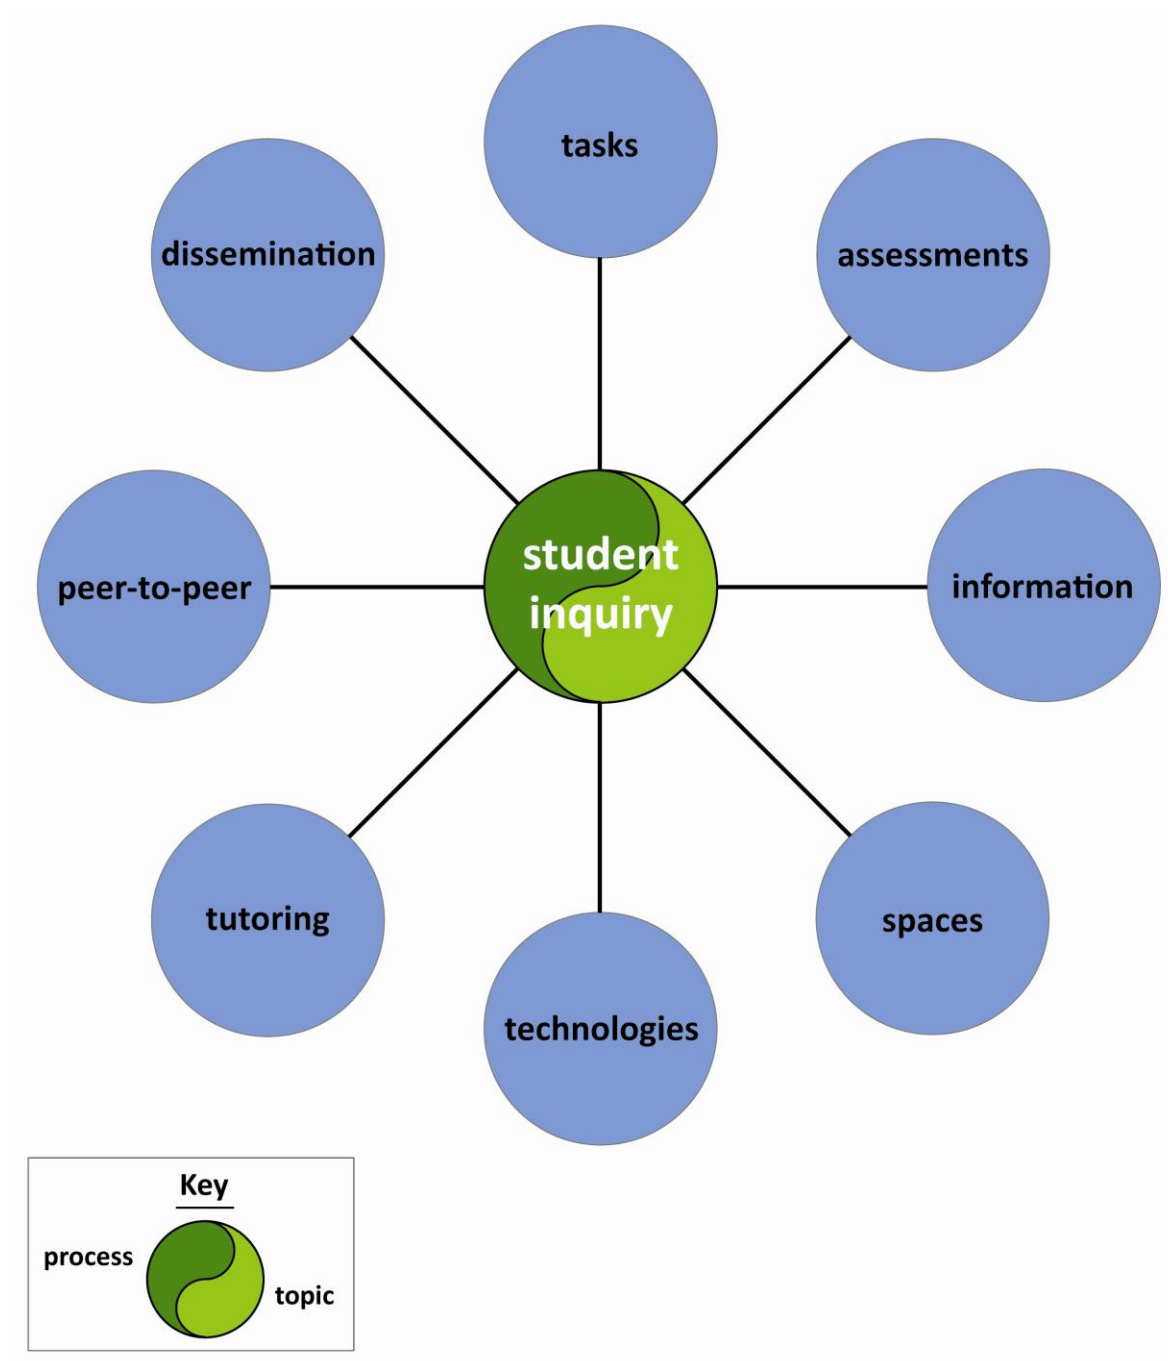 tasks
dissemination
assessments
student
inquiry
peer-to-peer
information
tutoring
spaces
technologies
Key
process
topic